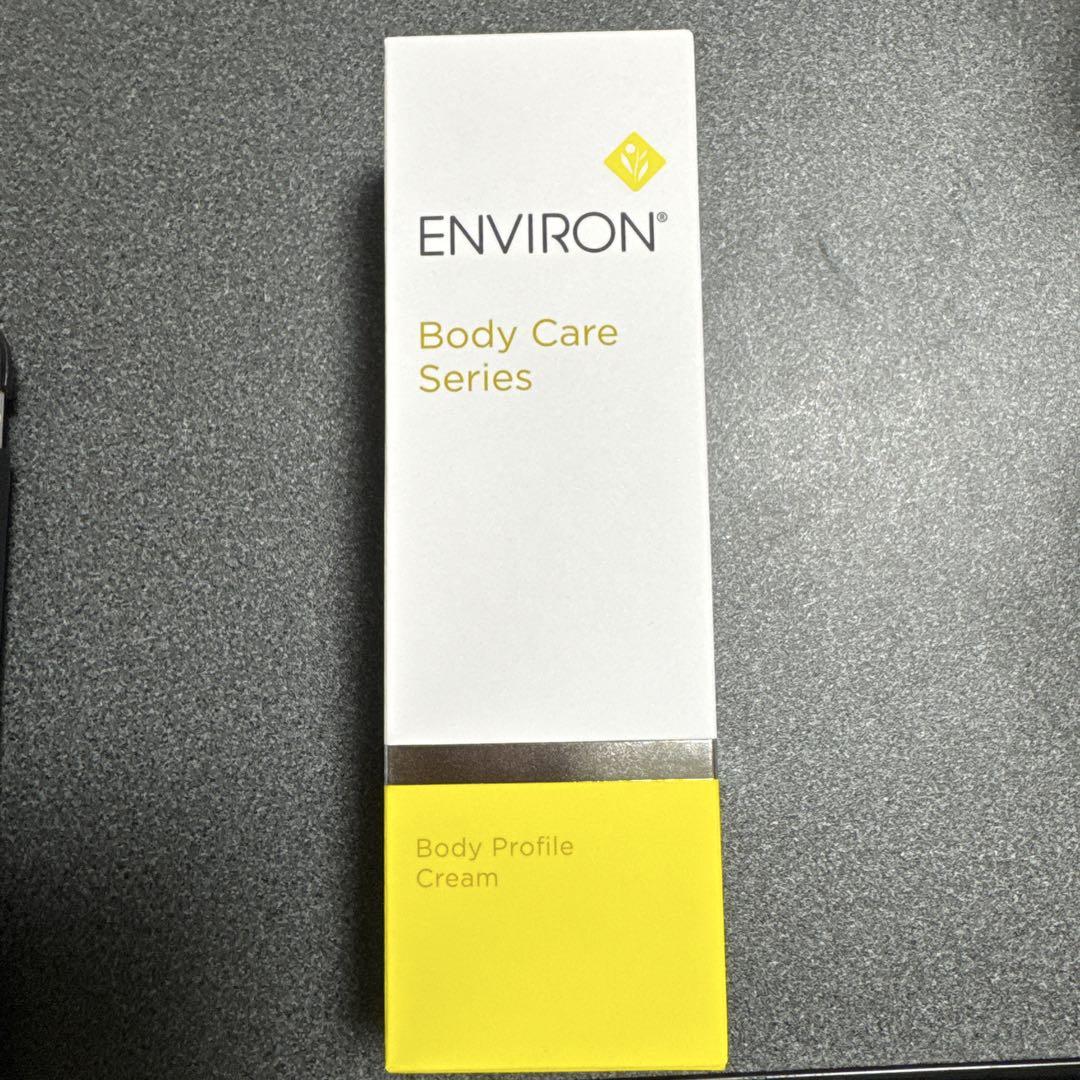 ENVIRON®
Body Care
Series
Body Profile
Cream